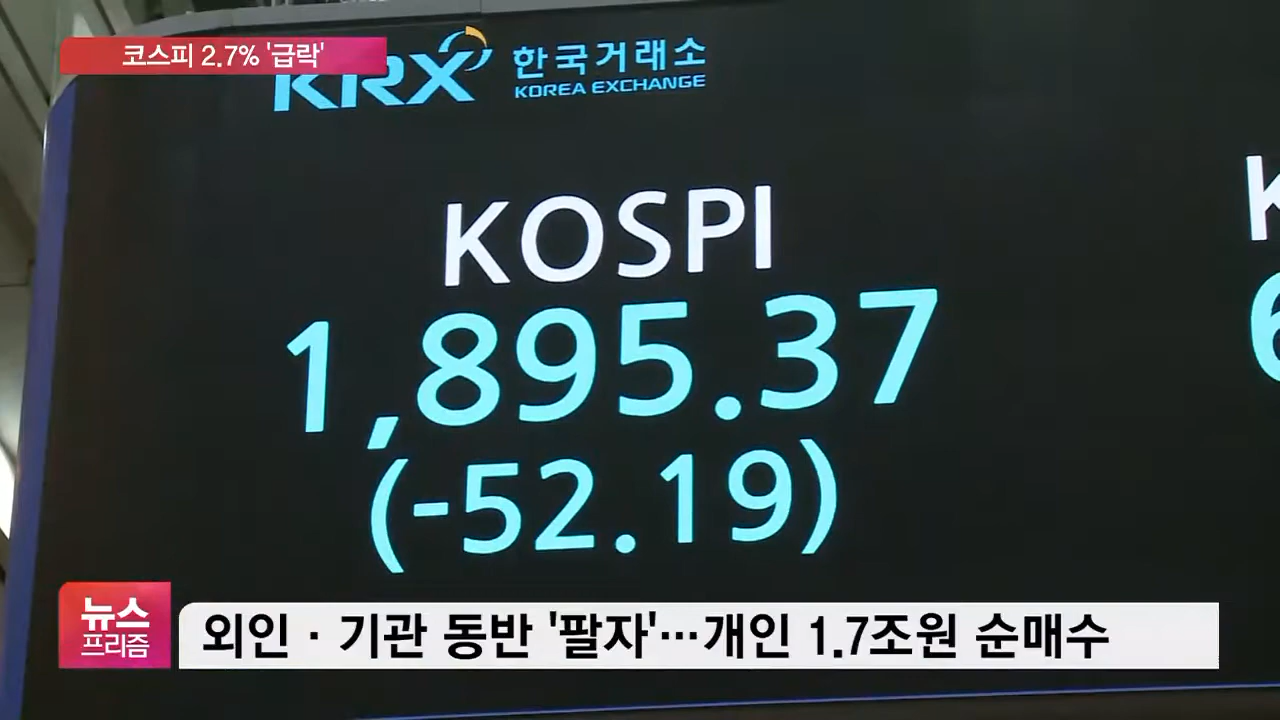 코스피 2.7% '급락'
KRX 한국거래소
KOREA EXCHANGE
KOSPI
1,895.37
(-52.19)
뉴스
프리즘
외인·기관 동반 '팔자'…개인 1.7조원 순매수